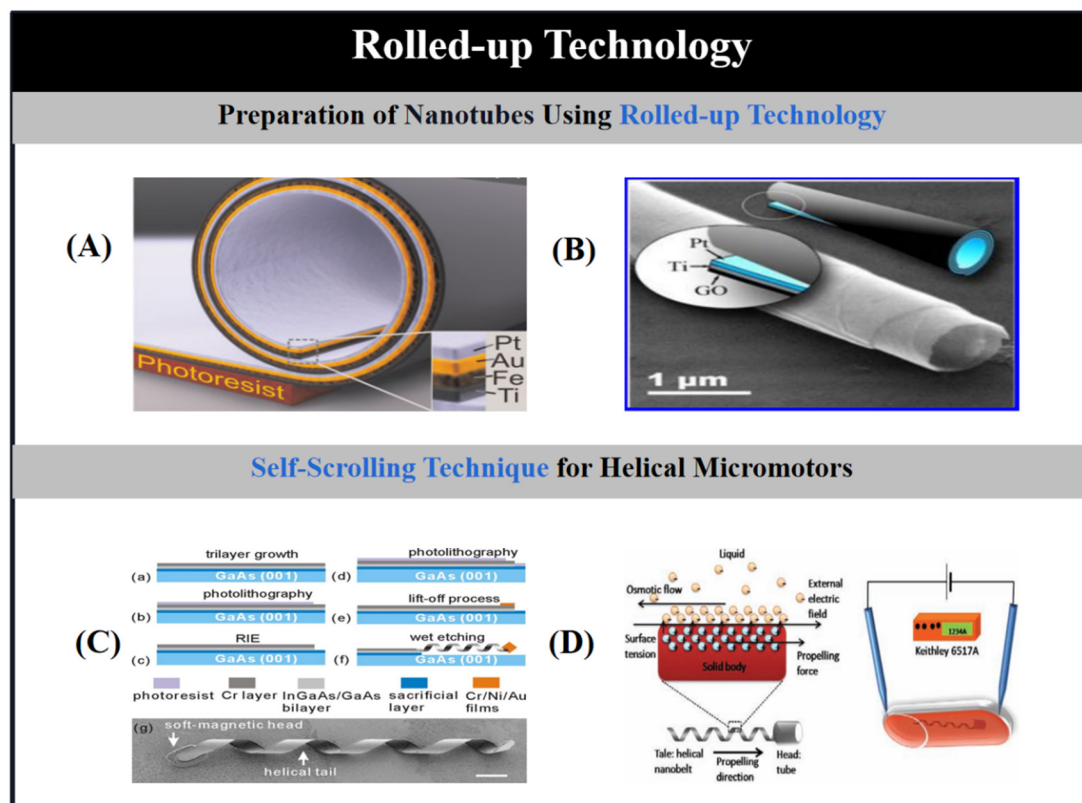 Rolled-up Technology
Preparation of Nanotubes Using Rolled-up Technology
(A)
Photoresist
Pt
Au
Fe
Ti
(B)
Pt
Ti
GO
1 µm
Self-Scrolling Technique for Helical Micromotors
(C)
trilayer growth
(a)
GaAs (001)
photolithography
(b)
GaAs (001)
RIE
(c)
GaAs (001)
photolithography
(d)
GaAs (001)
lift-off process
(e)
GaAs (001)
wet etching
(f)
GaAs (001)
photoresist
Cr layer
InGaAs/GaAs
bilayer
sacrificial
layer
Cr/Ni/Au
films
(g)
soft-magnetic head
helical tail
(D)
Liquid
Osmotic flow
External
electric
field
Surface
tension
Propelling
force
Solid body
Tale: helical
nanobelt
Propelling
direction
Head:
tube
1234A
Keithley 6517A